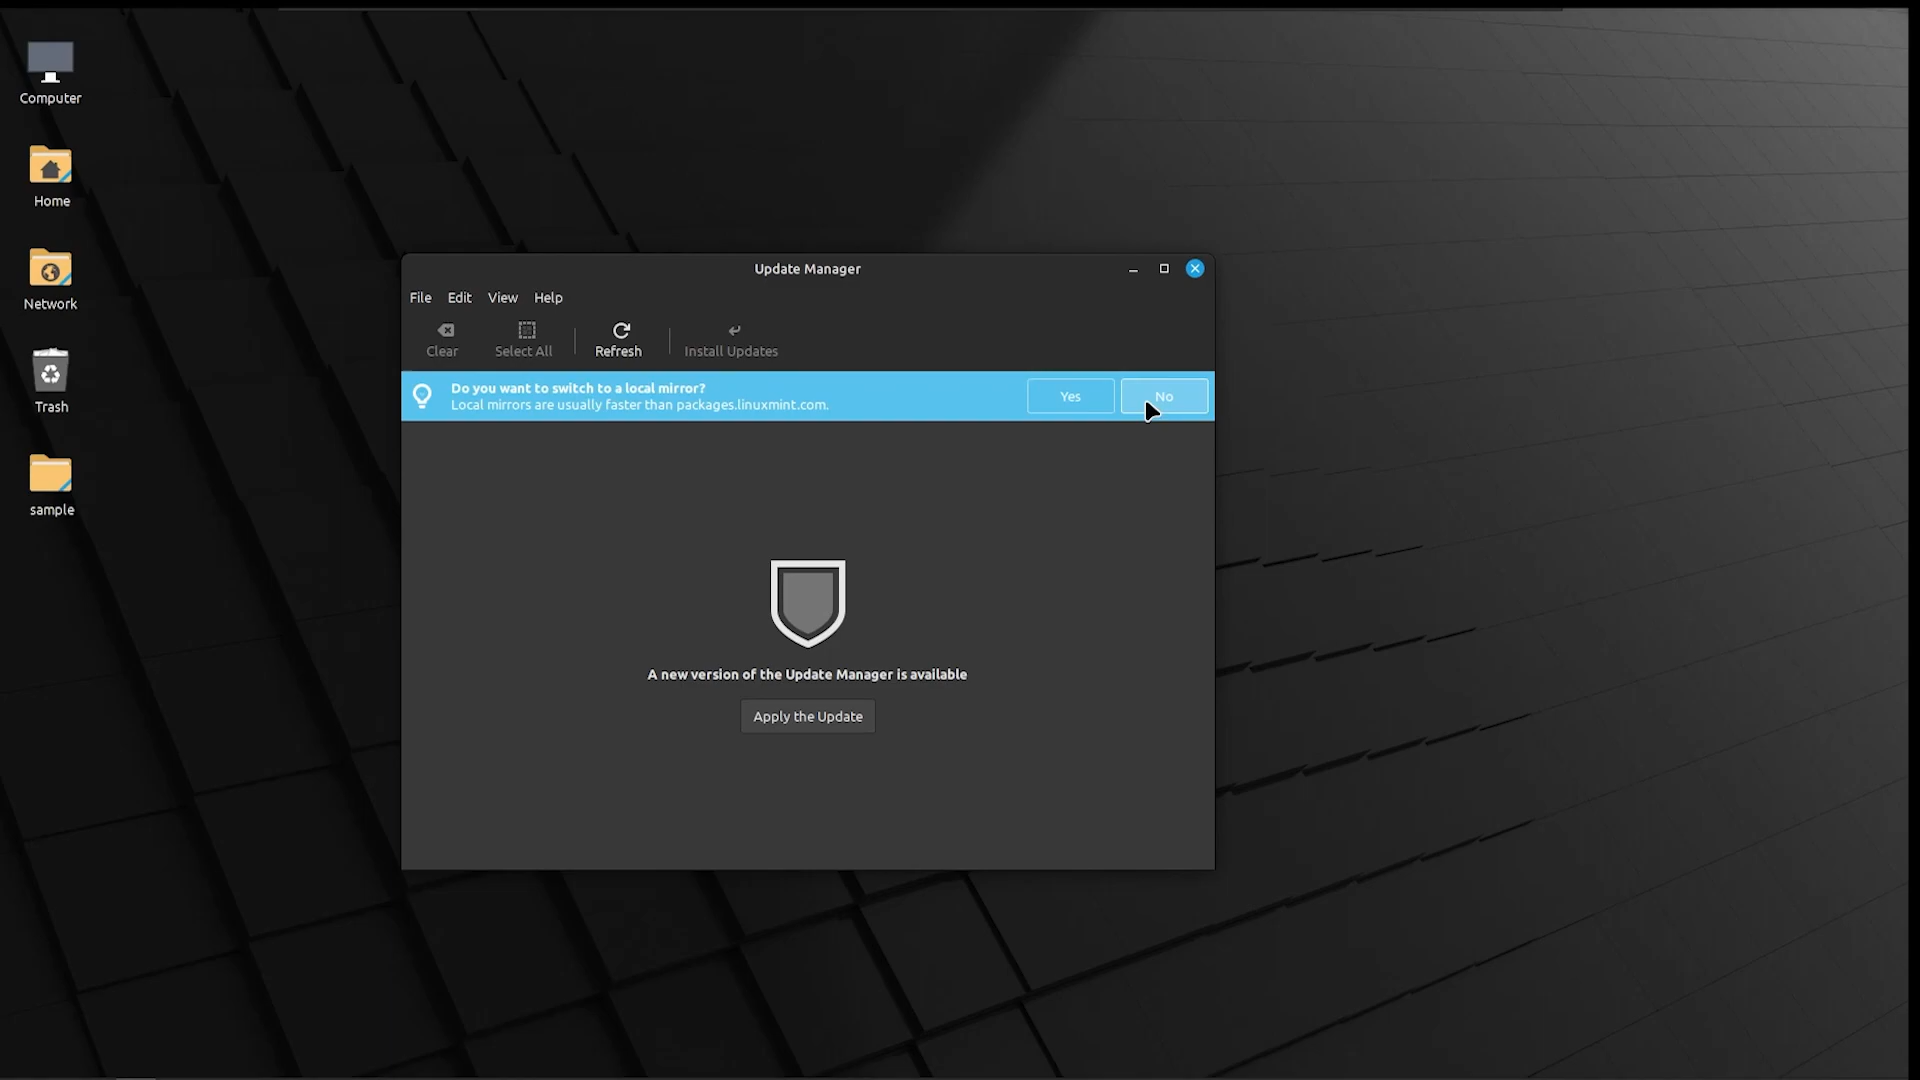 Computer
Home
Network
Trash
sample
Update Manager
File Edit View Help
Clear Select All Refresh Install Updates
Do you want to switch to a local mirror?
Local mirrors are usually faster than packages.linuxmint.com.
Yes No
A new version of the Update Manager is available
Apply the Update